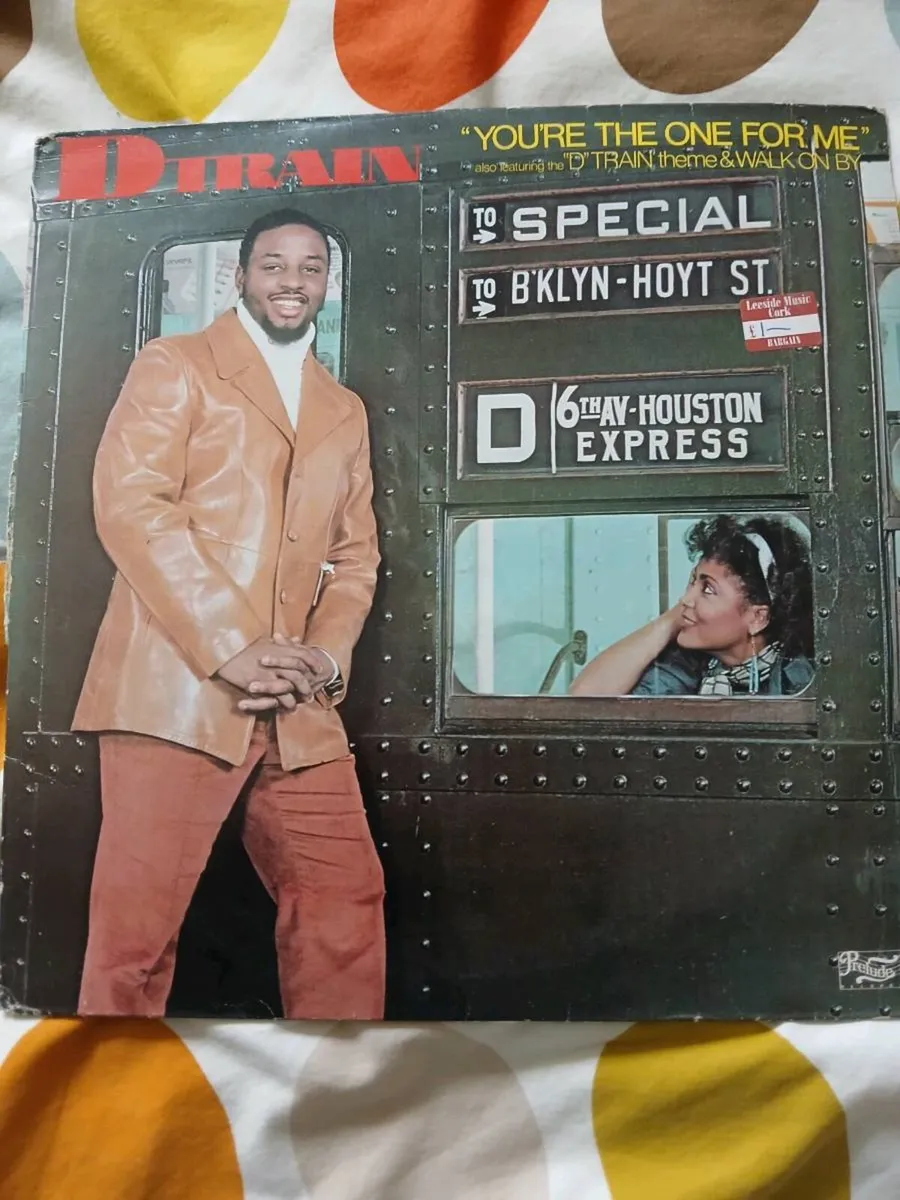 D TRAIN
"YOU'RE THE ONE FOR ME"
also featuring the "D" TRAIN' theme & WALK ON BY
TO SPECIAL
TO B'KLYN-HOYT ST.
Leeside Music
Cork
£1—
BARGAIN
D 6TH AV-HOUSTON
EXPRESS
Prelude